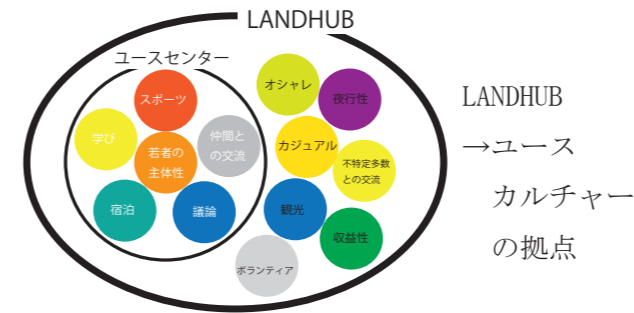 LANDHUB
ユースセンター
スポーツ
学び
仲間と
の交流
若者の
主体性
宿泊
議論
オシャレ
夜行性
カジュアル
不特定多数
との交流
観光
収益性
ボランティア
LANDHUB
→ユース
カルチャー
の拠点